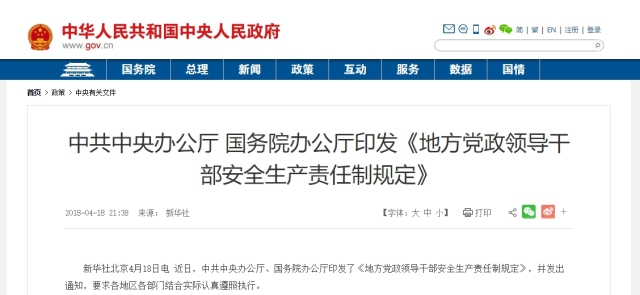 中华人民共和国中央人民政府
www.gov.cn
简 | 繁 | EN | 注册 | 登录
国务院 总理 新闻 政策 互动 服务 数据 国情
首页 > 政策 > 中央有关文件
中共中央办公厅 国务院办公厅印发《地方党政领导干
部安全生产责任制规定》
2018-04-18 21:38 来源： 新华社 【字体：大 中 小】 打印 +
新华社北京4月18日电 近日，中共中央办公厅、国务院办公厅印发了《地方党政领导干部安全生产责任制规定》，并发出
通知，要求各地区各部门结合实际认真遵照执行。